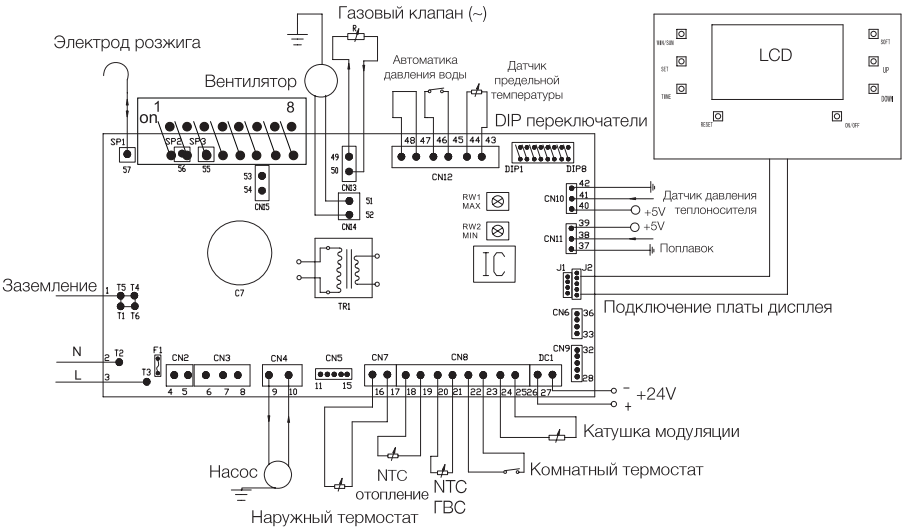 Газовый клапан (~)
Электрод розжига
R
Автоматика
давления воды
Датчик
предельной
температуры
Вентилятор
LCD
MIN/SUN
SET
TIME
RESET
SOFT
UP
DOWN
ON/OFF
1
on
8
DIP переключатели
SP1
SP2
SP3
57
56
55
53
54
CN15
49
50
CN13
51
52
CN14
48 47 46 45 44 43
CN12
DIP1
DIP8
RW1
MAX
RW2
MIN
IC
C7
TR1
42
CN10 41
40
Датчик давления
теплоносителя
+5V
39
+5V
CN11 38
37
Поплавок
J1 J2
Подключение платы дисплея
CN6 36
33
CN9 32
28
Заземление
1
T5 T4
T1 T6
N
2
T2
L
3
T3
F1
CN2
CN3
CN4
CN5
CN7
CN8
DC1
4 5 6 7 8 9 10 11 15 16 17 18 19 20 21 22 23 24 25 26 27
−
+
+24V
Катушка модуляции
Комнатный термостат
Насос
NTC
отопление
NTC
ГВС
Наружный термостат